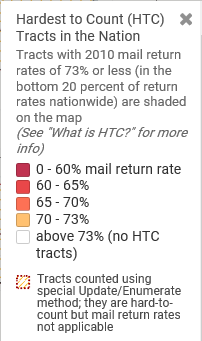 Hardest to Count (HTC)
Tracts in the Nation
Tracts with 2010 mail return
rates of 73% or less (in the
bottom 20 percent of return
rates nationwide) are shaded
on the map
(See "What is HTC?" for more
info)
0 - 60% mail return rate
60 - 65%
65 - 70%
70 - 73%
above 73% (no HTC
tracts)
Tracts counted using
special Update/Enumerate
method; they are hard-to-
count but mail return rates
not applicable